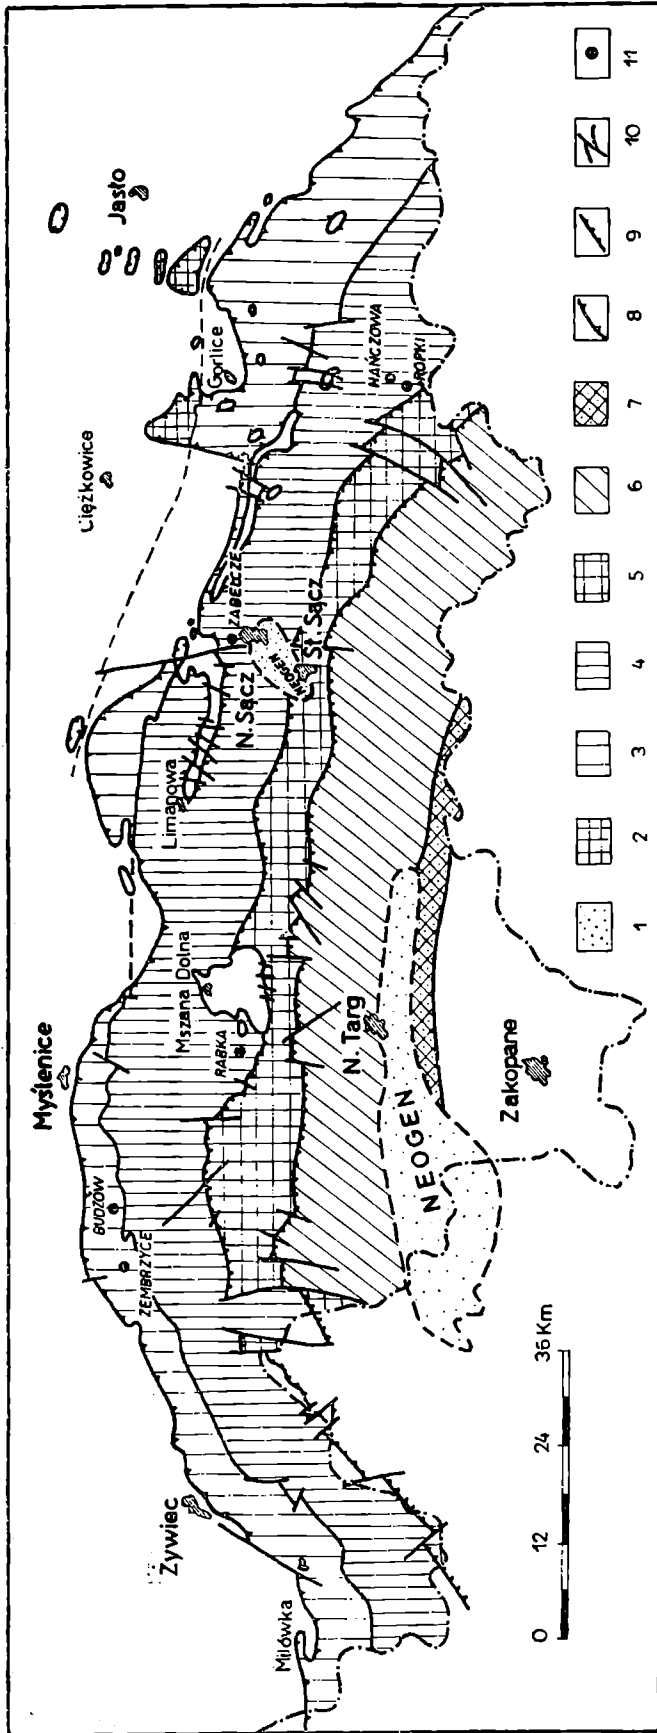 Jasło
Ciężkowice
Gorlice
HAŃCZOWA
ROPKI
ZABEŁCZE
N. Sącz
St. Sącz
NEOGEN
Limanowa
Mszana Dolna
RABKA
Myślenice
BUDZÓW
ZEMBRZYCE
N. Targ
NEOGEN
Zakopane
Żywiec
Milówka
0 12 24 36 Km
1 2 3 4 5 6 7 8 9 10 11